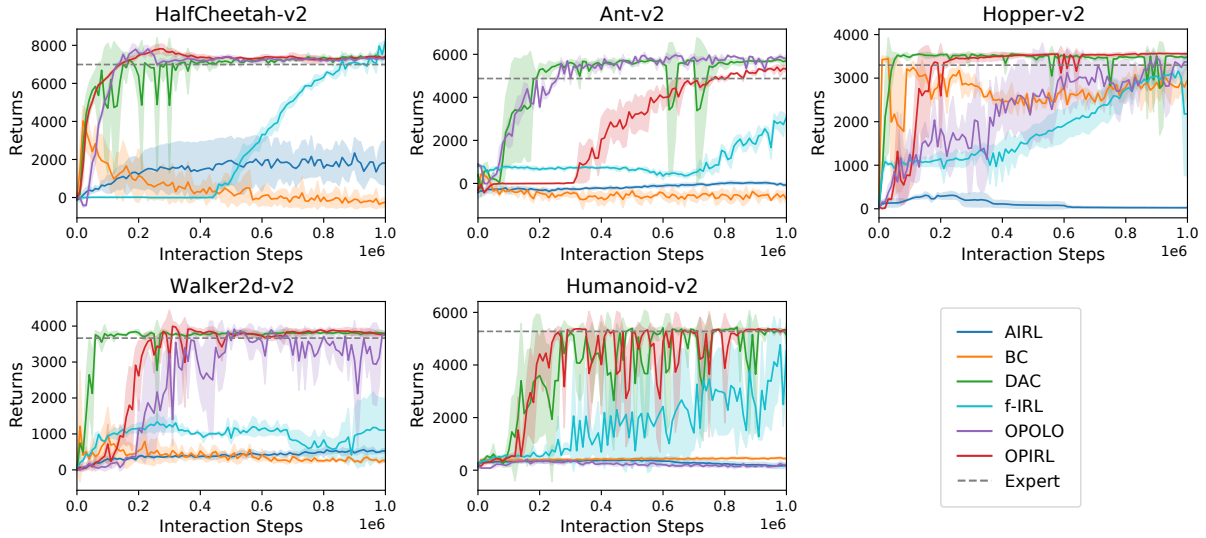 HalfCheetah-v2
Returns
8000
6000
4000
2000
0
0.0 0.2 0.4 0.6 0.8 1.0
Interaction Steps 1e6
Ant-v2
Returns
6000
4000
2000
0
0.0 0.2 0.4 0.6 0.8 1.0
Interaction Steps 1e6
Hopper-v2
Returns
4000
3000
2000
1000
0
0.0 0.2 0.4 0.6 0.8 1.0
Interaction Steps 1e6
Walker2d-v2
Returns
4000
3000
2000
1000
0
0.0 0.2 0.4 0.6 0.8 1.0
Interaction Steps 1e6
Humanoid-v2
Returns
6000
4000
2000
0
0.0 0.2 0.4 0.6 0.8 1.0
Interaction Steps 1e6
AIRL
BC
DAC
f-IRL
OPOLO
OPIRL
Expert